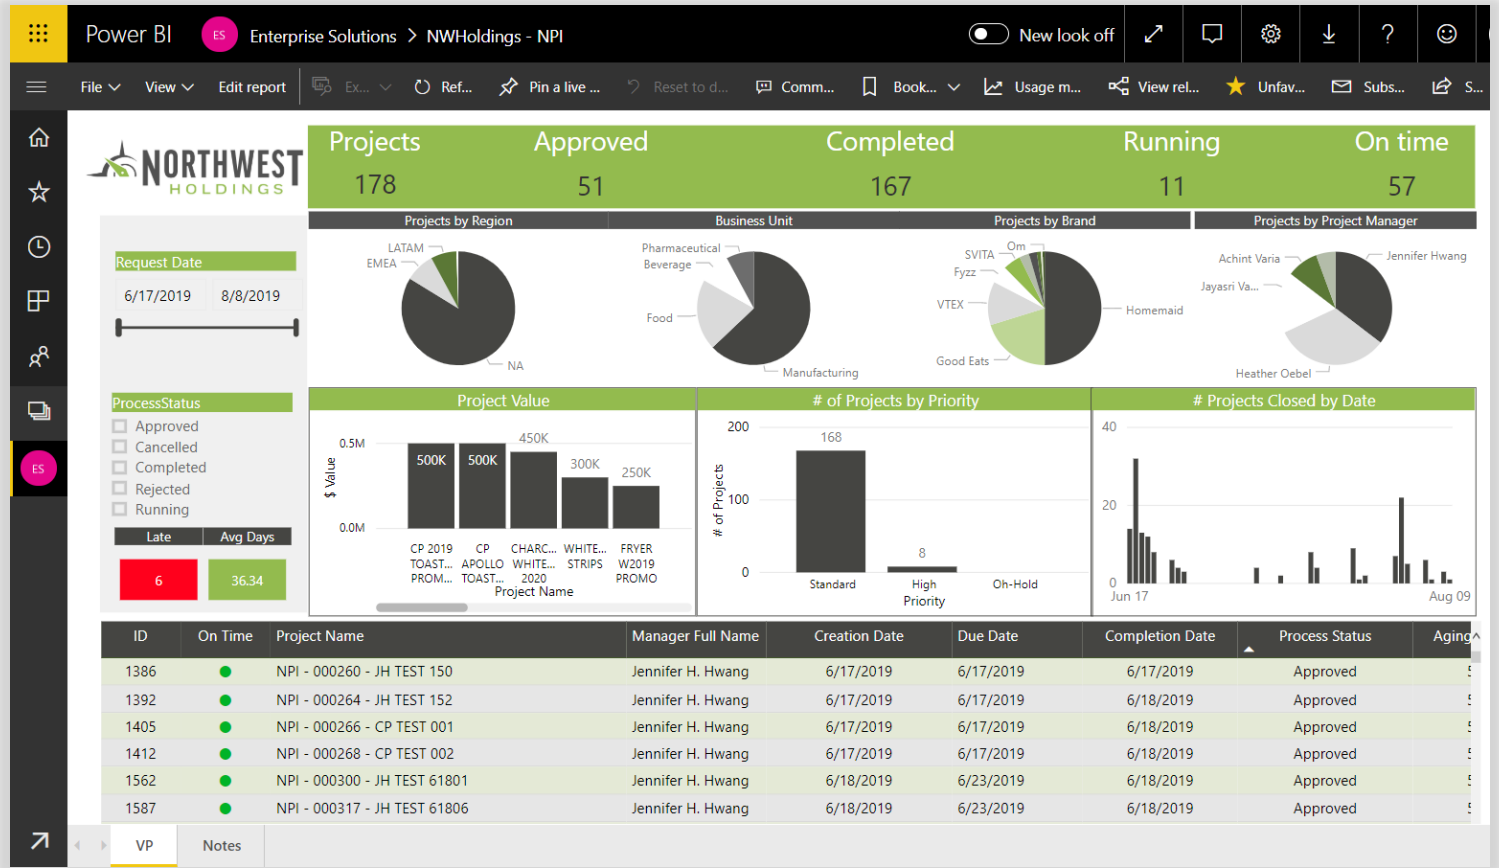 Power BI ES Enterprise Solutions > NWHoldings - NPI New look off ?
File View Edit report Ex... Ref... Pin a live ... Reset to d... Comm... Book... Usage m... View rel... Unfav... Subs... S...
NORTHWEST
HOLDINGS
Projects Approved Completed Running On time
178 51 167 11 57
Projects by Region Business Unit Projects by Brand Projects by Project Manager
LATAM
EMEA
NA
Pharmaceutical
Beverage
Food
Manufacturing
Om
SVITA
Fyzz
VTEX
Homemaid
Good Eats
Achint Varia
Jennifer Hwang
Jayasri Va...
Heather Oebel
Request Date
6/17/2019 8/8/2019
ProcessStatus
Approved
Cancelled
Completed
Rejected
Running
Late Avg Days
6 36.34
ES
Project Value
$ Value
0.5M
0.0M
500K 500K 450K 300K 250K
CP 2019 TOAST... PROM...
CP APOLLO TOAST...
CHARC... WHITE... 2020
WHITE... STRIPS
FRYER W2019 PROMO
Project Name
# of Projects by Priority
# of Projects
200
100
0
168
8
Standard High Oh-Hold
Priority
# Projects Closed by Date
40
20
0
Jun 17 Aug 09
ID On Time Project Name Manager Full Name Creation Date Due Date Completion Date Process Status Aging
1386 NPI - 000260 - JH TEST 150 Jennifer H. Hwang 6/17/2019 6/17/2019 6/17/2019 Approved
1392 NPI - 000264 - JH TEST 152 Jennifer H. Hwang 6/17/2019 6/17/2019 6/18/2019 Approved
1405 NPI - 000266 - CP TEST 001 Jennifer H. Hwang 6/17/2019 6/17/2019 6/18/2019 Approved
1412 NPI - 000268 - CP TEST 002 Jennifer H. Hwang 6/17/2019 6/17/2019 6/18/2019 Approved
1562 NPI - 000300 - JH TEST 61801 Jennifer H. Hwang 6/18/2019 6/23/2019 6/18/2019 Approved
1587 NPI - 000317 - JH TEST 61806 Jennifer H. Hwang 6/18/2019 6/23/2019 6/18/2019 Approved
VP Notes